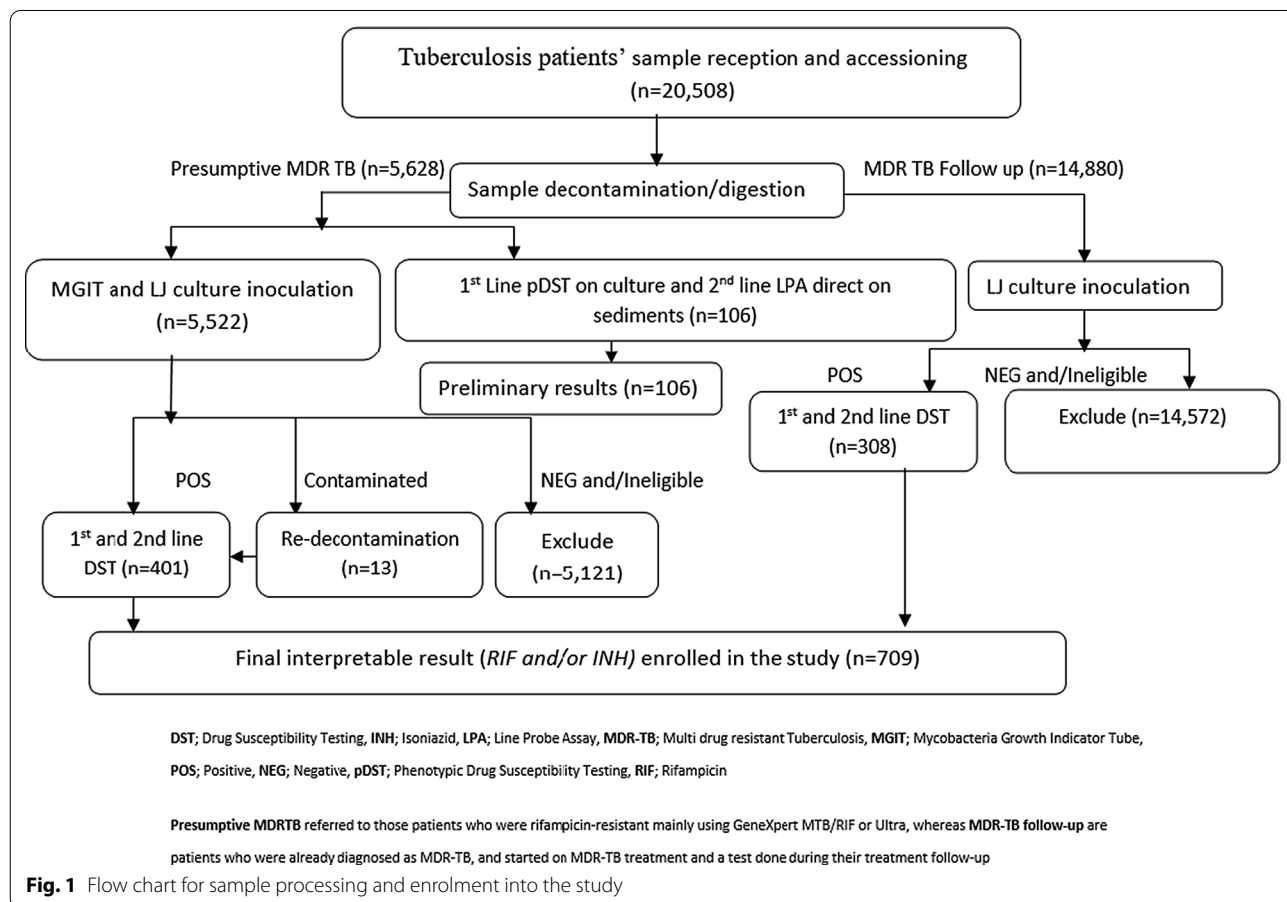 Tuberculosis patients' sample reception and accessioning
(n=20,508)
Presumptive MDR TB (n=5,628)
MDR TB Follow up (n=14,880)
Sample decontamination/digestion
MGIT and LJ culture inoculation
(n=5,522)
1st Line pDST on culture and 2nd line LPA direct on
sediments (n=106)
LJ culture inoculation
Preliminary results (n=106)
POS
NEG and/Ineligible
1st and 2nd line DST
(n=308)
Exclude (n=14,572)
POS
Contaminated
NEG and/Ineligible
1st and 2nd line
DST (n=401)
Re-decontamination
(n=13)
Exclude
(n–5,121)
Final interpretable result (RIF and/or INH) enrolled in the study (n=709)
DST; Drug Susceptibility Testing, INH; Isoniazid, LPA; Line Probe Assay, MDR-TB; Multi drug resistant Tuberculosis, MGIT; Mycobacteria Growth Indicator Tube,
POS; Positive, NEG; Negative, pDST; Phenotypic Drug Susceptibility Testing, RIF; Rifampicin
Presumptive MDRTB referred to those patients who were rifampicin-resistant mainly using GeneXpert MTB/RIF or Ultra, whereas MDR-TB follow-up are
patients who were already diagnosed as MDR-TB, and started on MDR-TB treatment and a test done during their treatment follow-up
Fig. 1 Flow chart for sample processing and enrolment into the study